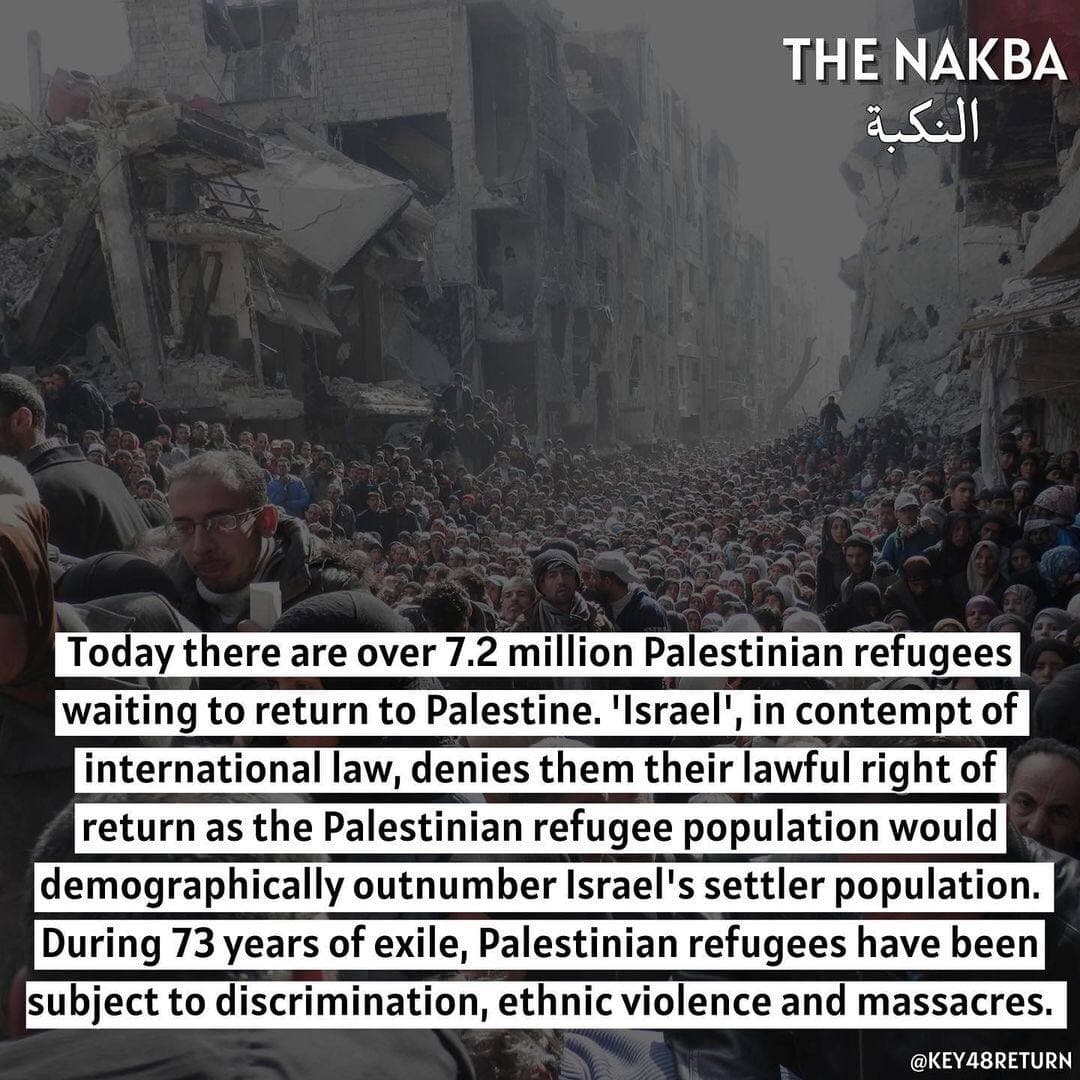 THE NAKBA
النكبة
Today there are over 7.2 million Palestinian refugees
waiting to return to Palestine. 'Israel', in contempt of
international law, denies them their lawful right of
return as the Palestinian refugee population would
demographically outnumber Israel's settler population.
During 73 years of exile, Palestinian refugees have been
subject to discrimination, ethnic violence and massacres.
@KEY48RETURN